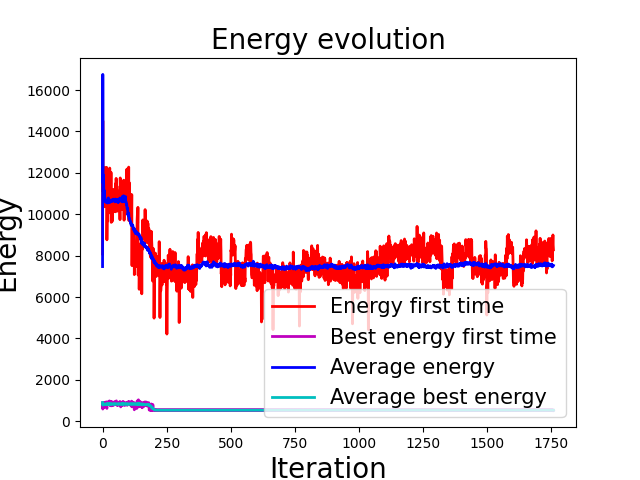 Energy evolution
Energy
16000
14000
12000
10000
8000
6000
4000
2000
0
Energy first time
Best energy first time
Average energy
Average best energy
0 250 500 750 1000 1250 1500 1750
Iteration